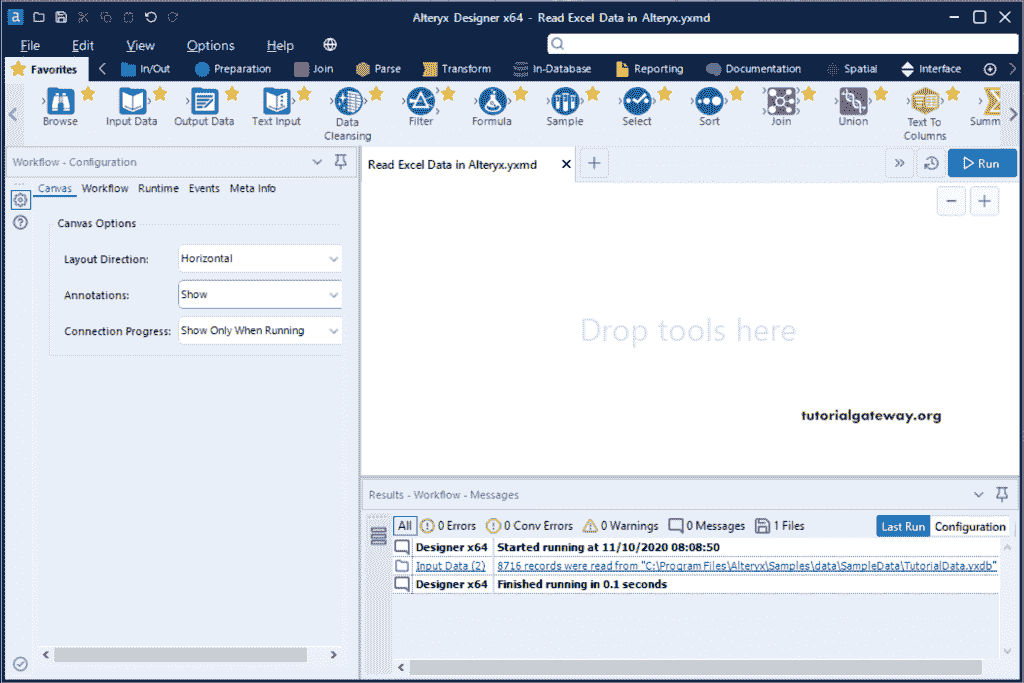 Alteryx Designer x64 - Read Excel Data in Alteryx.yxmd
File Edit View Options Help
Favorites In/Out Preparation Join Parse Transform In-Database Reporting Documentation Spatial Interface
Browse Input Data Output Data Text Input Data Cleansing Filter Formula Sample Select Sort Join Union Text To Columns Summ
Workflow - Configuration
Read Excel Data in Alteryx.yxmd
Run
Canvas Workflow Runtime Events Meta Info
Canvas Options
Layout Direction: Horizontal
Annotations: Show
Connection Progress: Show Only When Running
Drop tools here
tutorialgateway.org
Results - Workflow - Messages
All 0 Errors 0 Conv Errors 0 Warnings 0 Messages 1 Files Last Run Configuration
Designer x64 Started running at 11/10/2020 08:08:50
Input Data (2) 8716 records were read from "C:\Program Files\Alteryx\Samples\data\SampleData\TutorialData.yxdb"
Designer x64 Finished running in 0.1 seconds